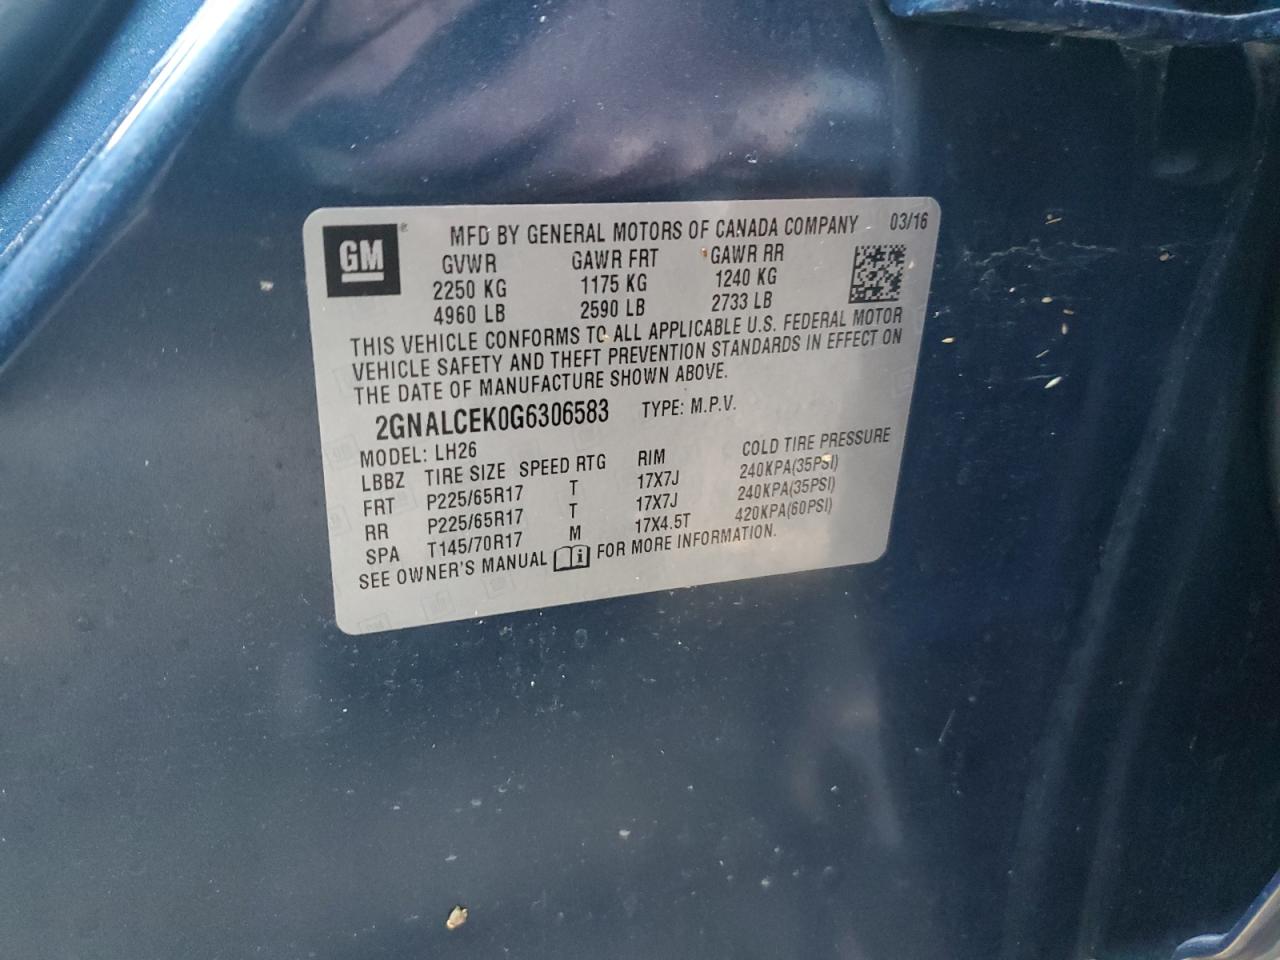 GM® MFD BY GENERAL MOTORS OF CANADA COMPANY 03/16
GVWR GAWR FRT GAWR RR
2250 KG 1175 KG 1240 KG
4960 LB 2590 LB 2733 LB
THIS VEHICLE CONFORMS TO ALL APPLICABLE U.S. FEDERAL MOTOR
VEHICLE SAFETY AND THEFT PREVENTION STANDARDS IN EFFECT ON
THE DATE OF MANUFACTURE SHOWN ABOVE.
2GNALCEK0G6306583 TYPE: M.P.V.
MODEL: LH26
LBBZ TIRE SIZE SPEED RTG RIM COLD TIRE PRESSURE
FRT P225/65R17 T 17X7J 240KPA(35PSI)
RR P225/65R17 T 17X7J 240KPA(35PSI)
SPA T145/70R17 M 17X4.5T 420KPA(60PSI)
SEE OWNER'S MANUAL i FOR MORE INFORMATION.